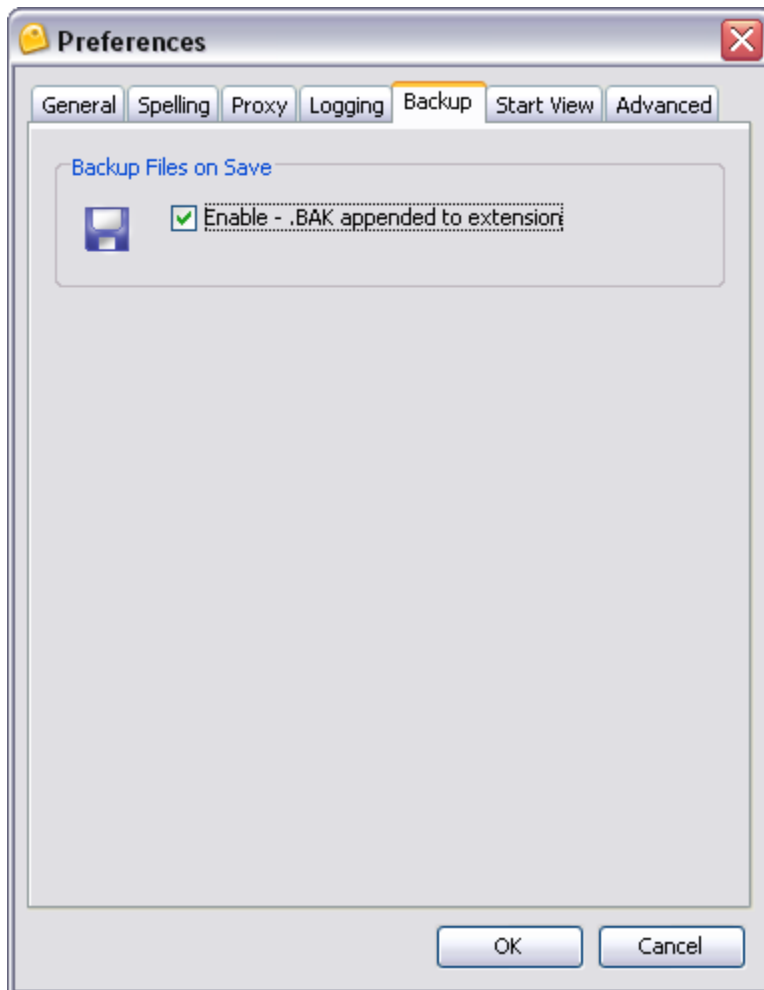 Preferences
General Spelling Proxy Logging Backup Start View Advanced
Backup Files on Save
Enable - .BAK appended to extension
OK Cancel